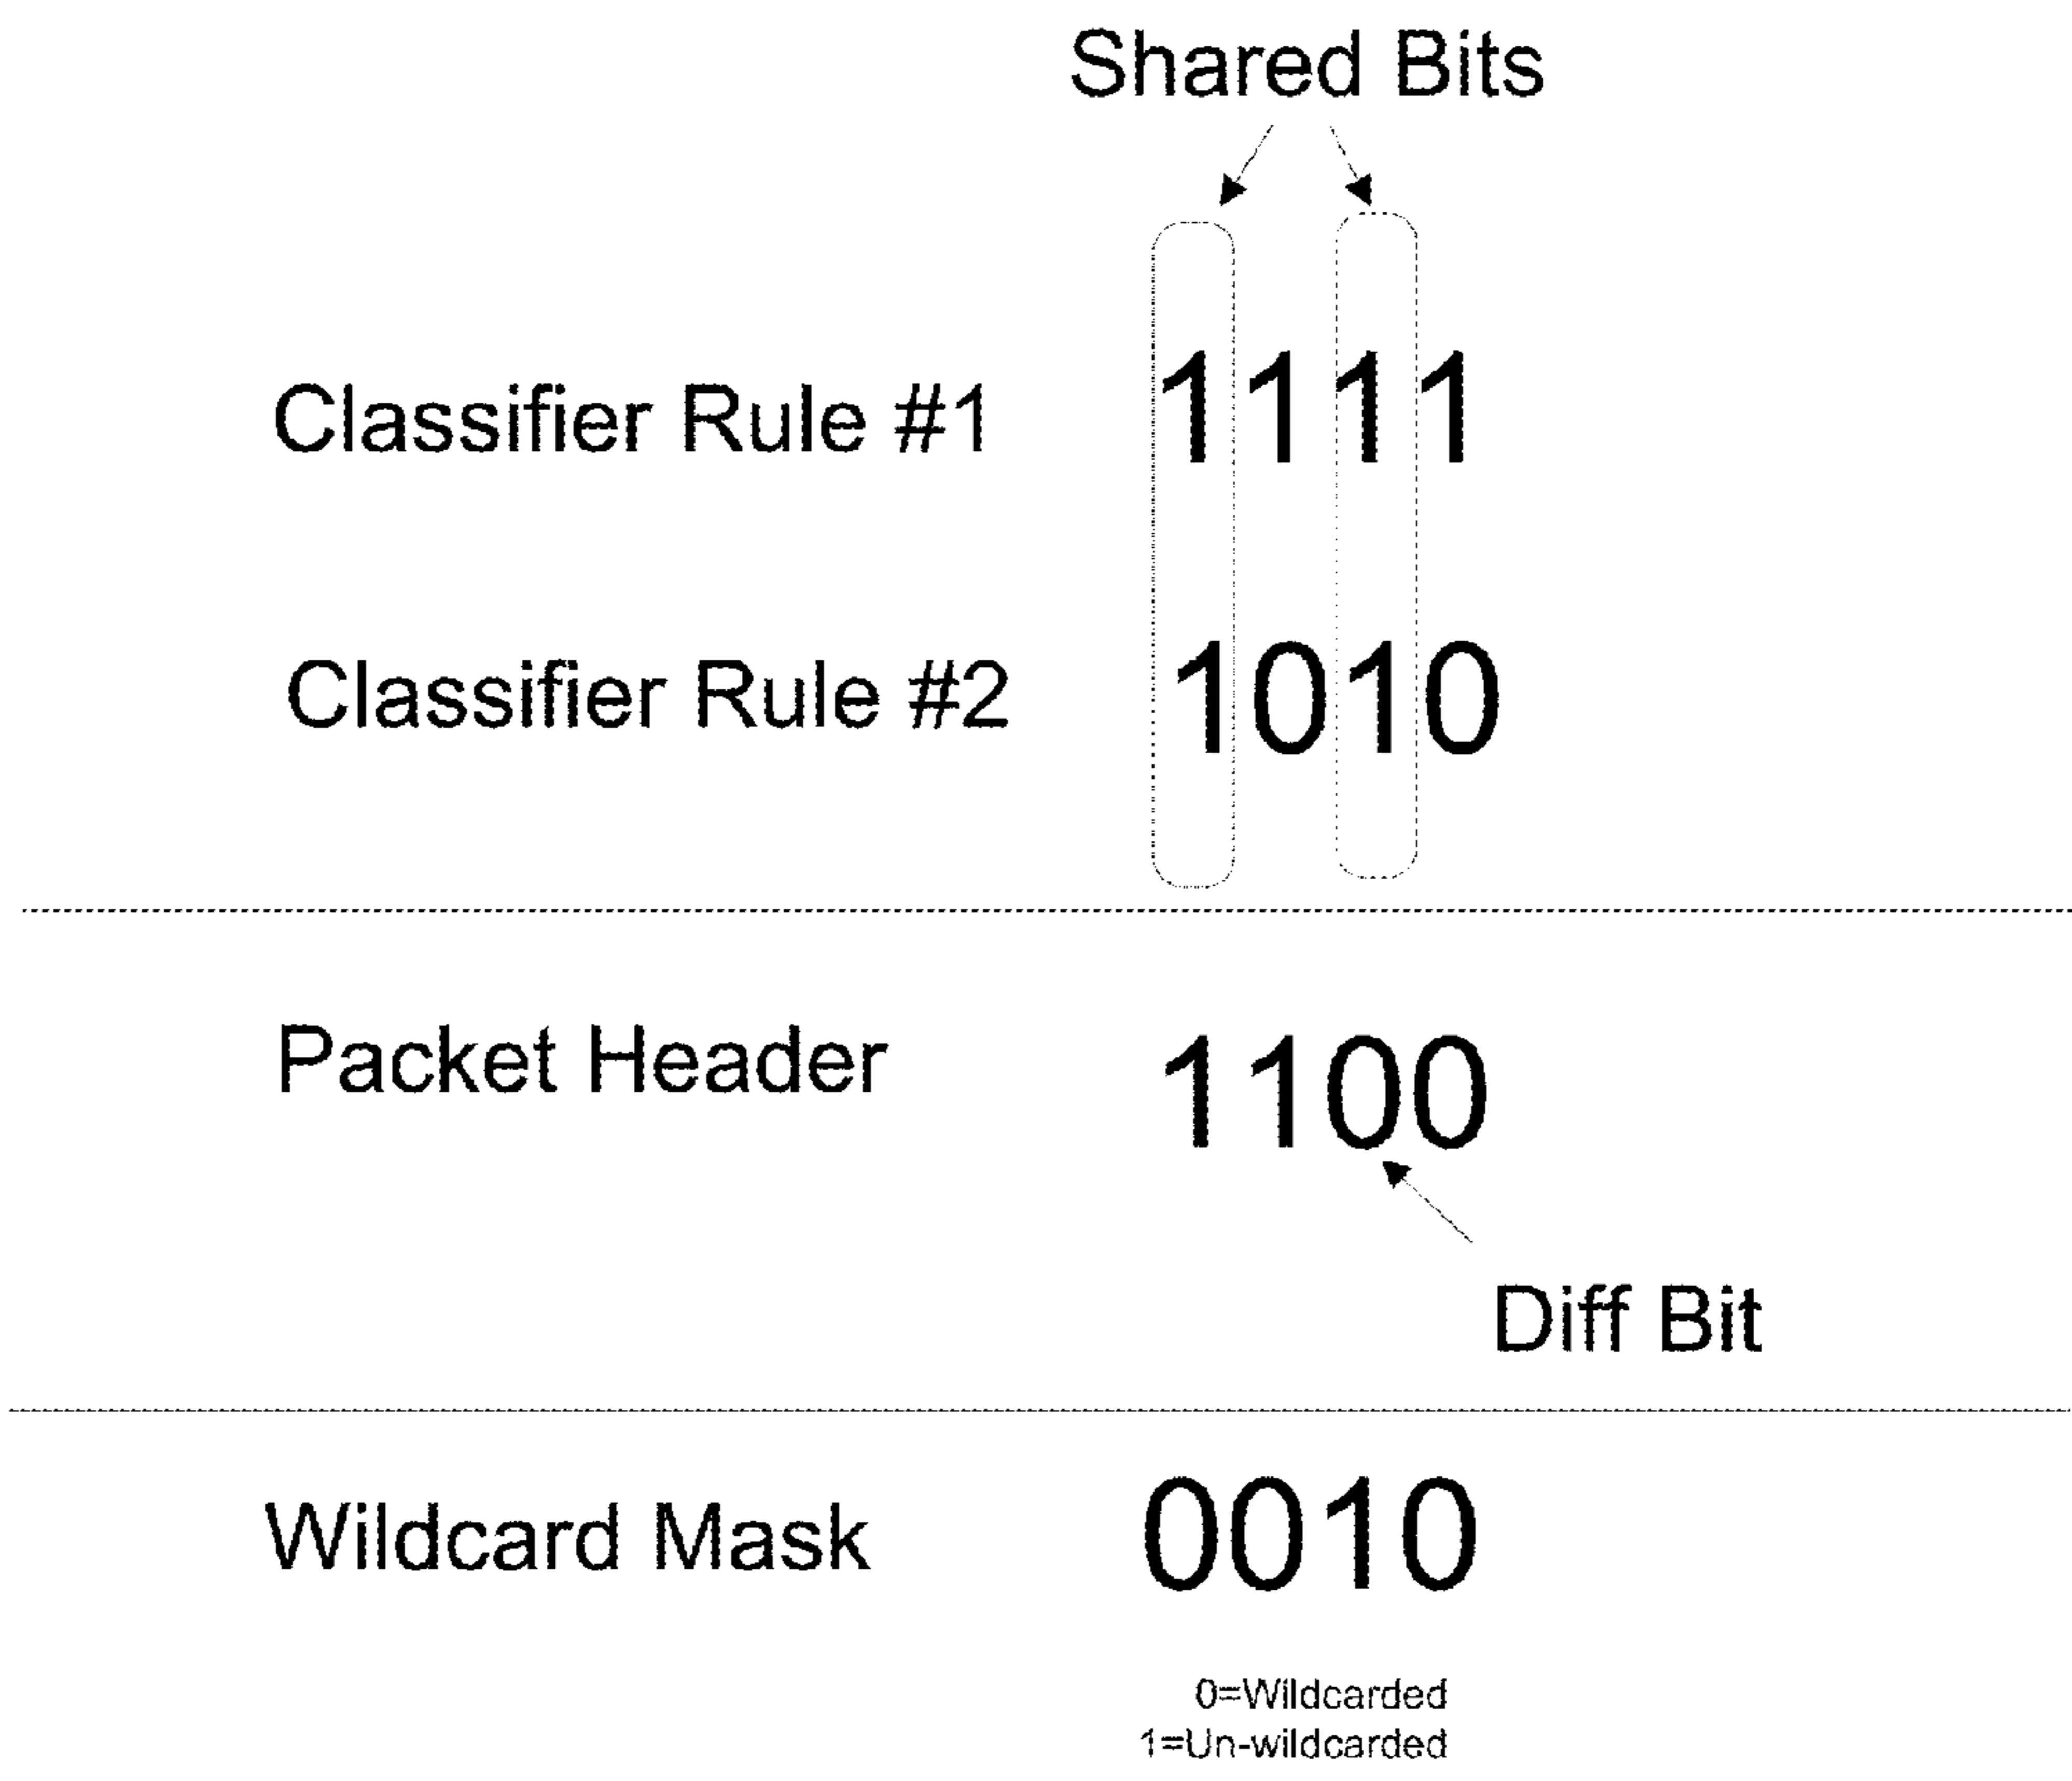 Shared Bits
Classifier Rule #1 1111
Classifier Rule #2 1010
Packet Header 1100
Diff Bit
Wildcard Mask 0010
0=Wildcarded
1=Un-wildcarded